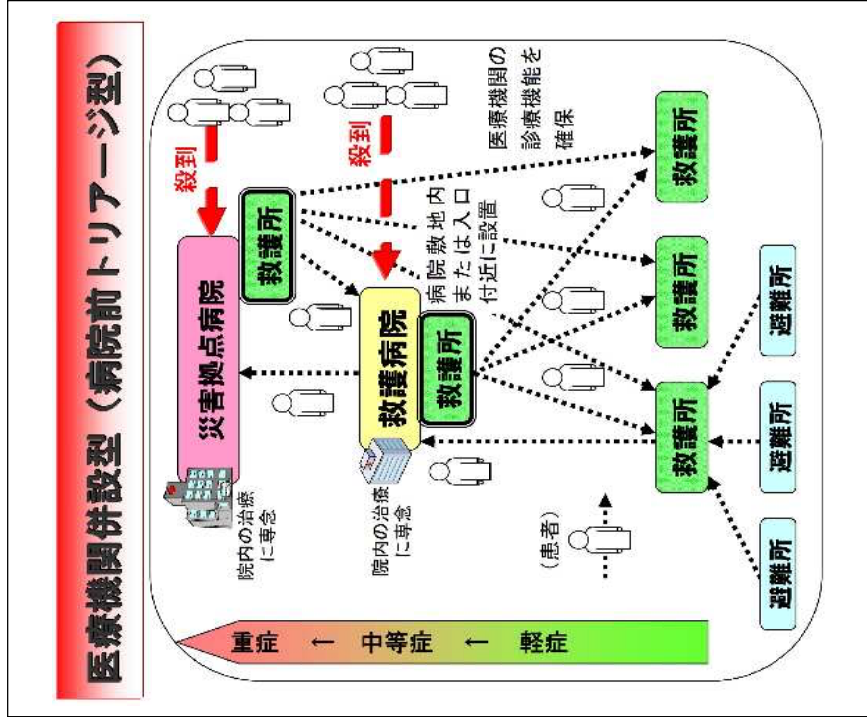 医療機関併設型（病院前トリアージ型）
重症
↑
中等症
↑
軽症
災害拠点病院
院内の治療
に専念
殺到
救護所
救護病院
院内の治療
に専念
殺到
救護所
病院敷地内
または入口
付近に設置
医療機関の
診療機能を
確保
（患者）
救護所
救護所
救護所
避難所
避難所
避難所